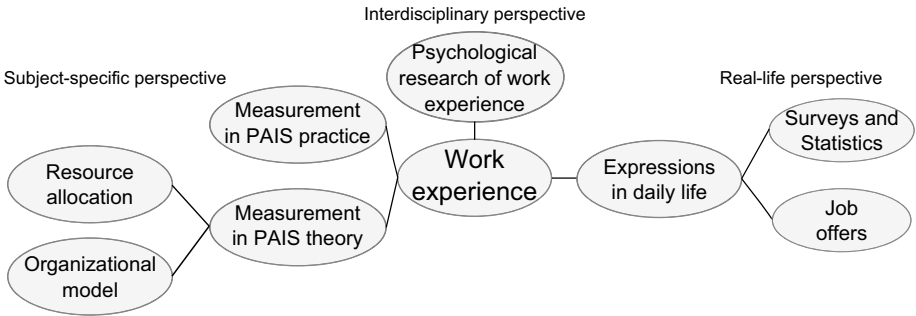 Interdisciplinary perspective
Psychological
research of work
experience
Subject-specific perspective
Real-life perspective
Measurement
in PAIS practice
Surveys and
Statistics
Work
experience
Expressions
in daily life
Resource
allocation
Measurement
in PAIS theory
Job
offers
Organizational
model